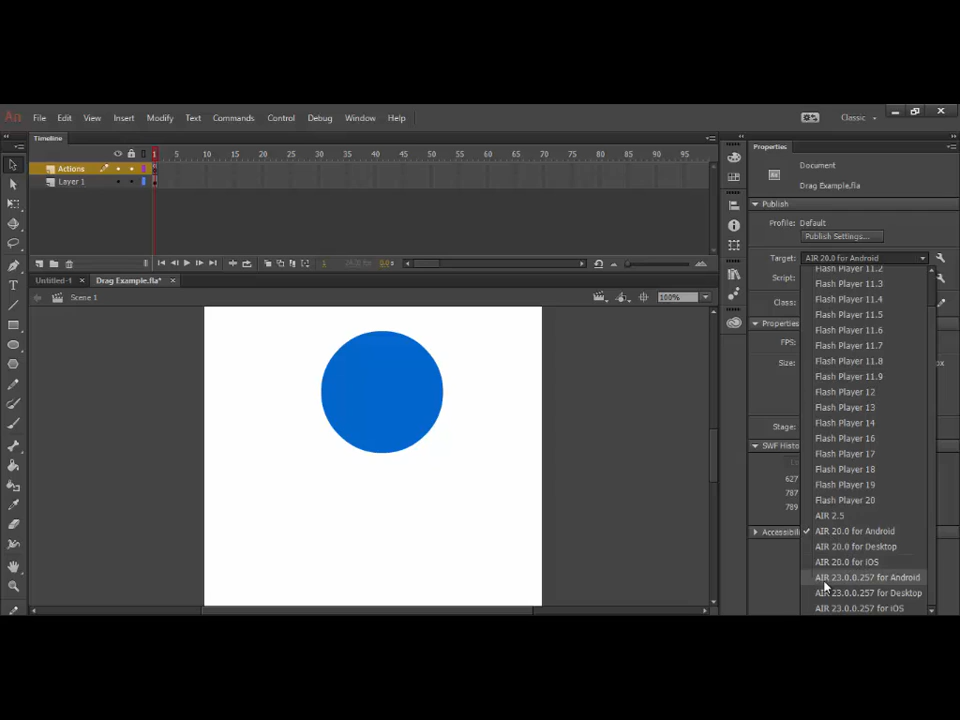 An File Edit View Insert Modify Text Commands Control Debug Window Help Classic
Timeline
1 5 10 15 20 25 30 35 40 45 50 55 60 65 70 75 80 85 90 95
Actions
Layer 1
1
Untitled-1 × Drag Example.fla* ×
Scene 1
100%
Properties
Document
Drag Example.fla
Publish
Profile: Default
Publish Settings...
Target: AIR 20.0 for Android
Script:
Class:
Properties
FPS:
Size:
Stage:
SWF Histo
627
787
789
Accessibili
Flash Player 11.2
Flash Player 11.3
Flash Player 11.4
Flash Player 11.5
Flash Player 11.6
Flash Player 11.7
Flash Player 11.8
Flash Player 11.9
Flash Player 12
Flash Player 13
Flash Player 14
Flash Player 16
Flash Player 17
Flash Player 18
Flash Player 19
Flash Player 20
AIR 2.5
AIR 20.0 for Android
AIR 20.0 for Desktop
AIR 20.0 for iOS
AIR 23.0.0.257 for Android
AIR 23.0.0.257 for Desktop
AIR 23.0.0.257 for iOS